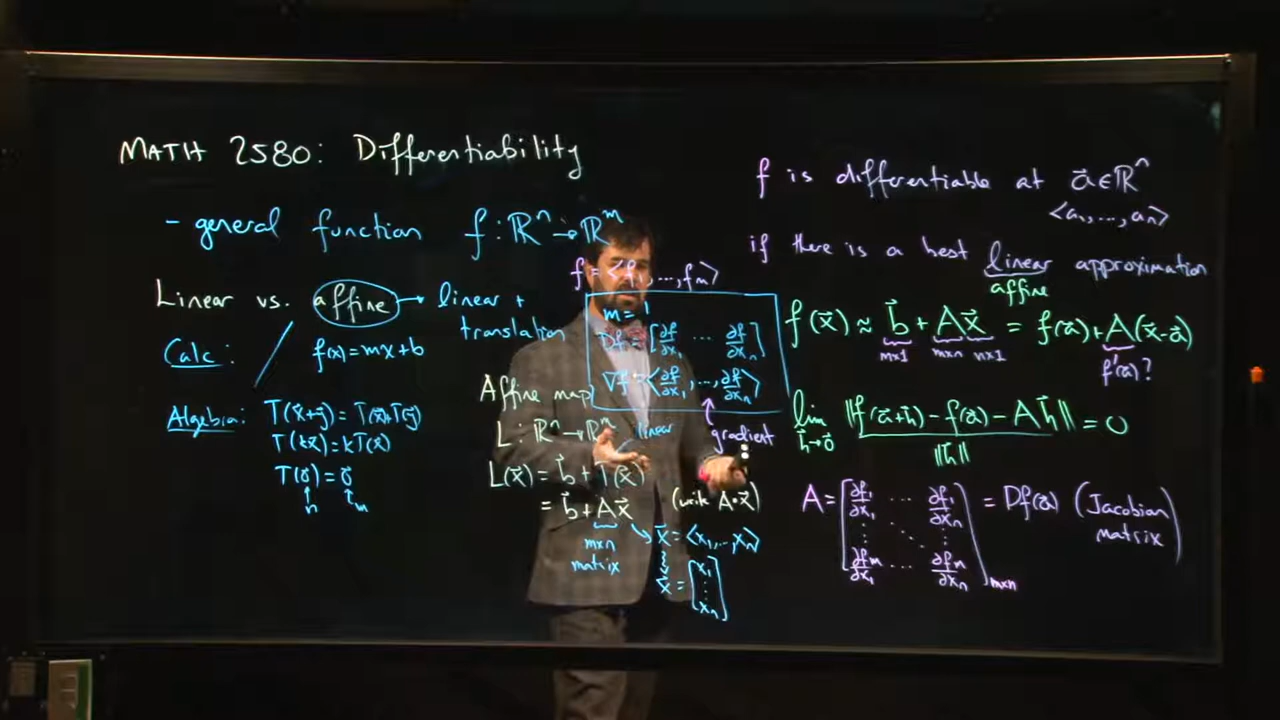 MATH 2580: Differentiability
- general function f: ℝⁿ → ℝᵐ
f = <f₁, ..., fₘ>
Linear vs. affine → linear + translation
Calc: f(x) = mx + b
Algebra: T(x⃗+y⃗) = T(x⃗)+T(y⃗)
T(kx⃗) = kT(x⃗)
T(0⃗) = 0⃗
n m
m = 1
Df = [∂f/∂x₁ ... ∂f/∂xₙ]
∇f = <∂f/∂x₁, ..., ∂f/∂xₙ>
gradient
Affine map
L: ℝⁿ → ℝᵐ linear
L(x⃗) = b⃗ + T(x⃗)
= b⃗ + Ax⃗ (write A·x⃗)
m×n
matrix
x⃗ = <x₁, ..., xₙ>
x⃗ = [x₁ ⋮ xₙ]
f is differentiable at a⃗ ∈ ℝⁿ
<a₁, ..., aₙ>
if there is a best linear approximation
affine
f(x⃗) ≈ b⃗ + Ax⃗ = f(a⃗) + A(x⃗-a⃗)
m×1 m×n n×1 f'(a⃗)?
lim h⃗→0⃗ ‖f(a⃗+h⃗) - f(a⃗) - Ah⃗‖ / ‖h⃗‖ = 0
A = [∂f₁/∂x₁ ... ∂f₁/∂xₙ ⋮ ⋱ ⋮ ∂fₘ/∂x₁ ... ∂fₘ/∂xₙ]ₘₓₙ = Df(a⃗) (Jacobian matrix)